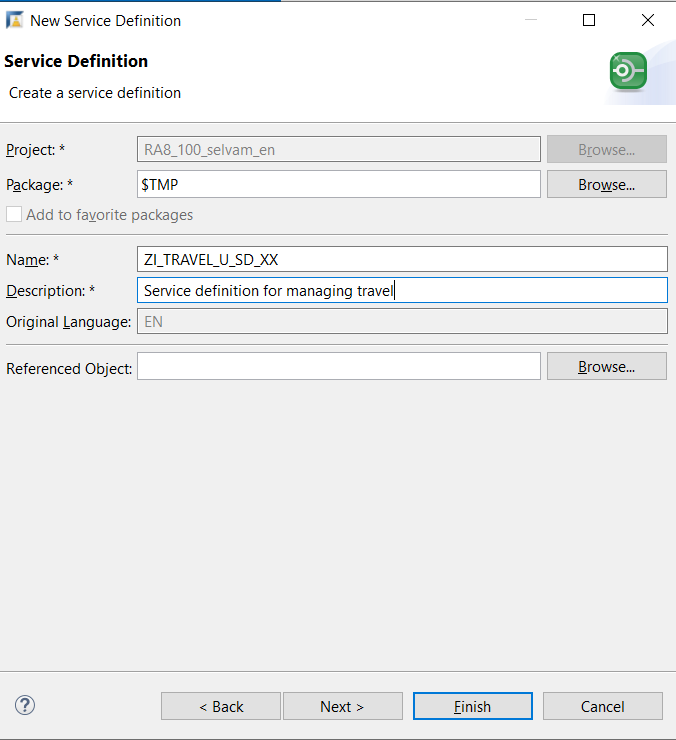 New Service Definition
Service Definition
Create a service definition
Project: * RA8_100_selvam_en Browse...
Package: * $TMP Browse...
Add to favorite packages
Name: * ZI_TRAVEL_U_SD_XX
Description: * Service definition for managing travel
Original Language: EN
Referenced Object: Browse...
? < Back Next > Finish Cancel